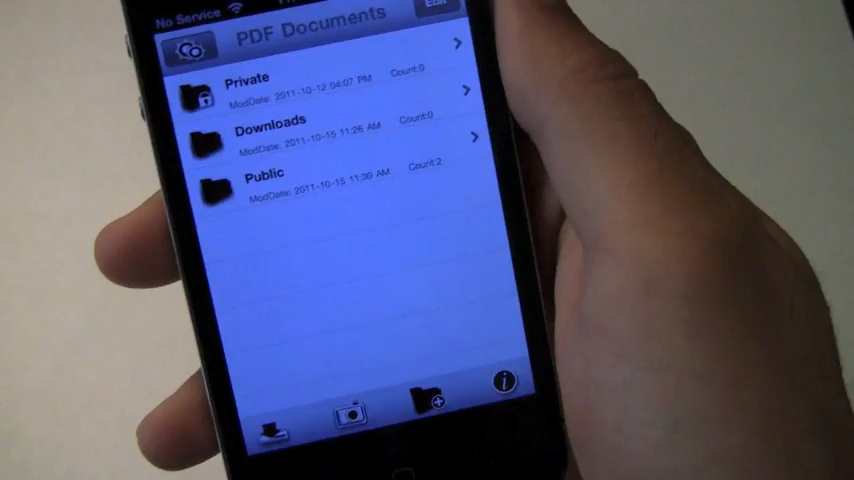 No Service
PDF Documents
Edit
Private
ModDate: 2011-10-12 04:07 PM Count:0
Downloads
ModDate: 2011-10-15 11:26 AM Count:0
Public
ModDate: 2011-10-15 11:30 AM Count:2